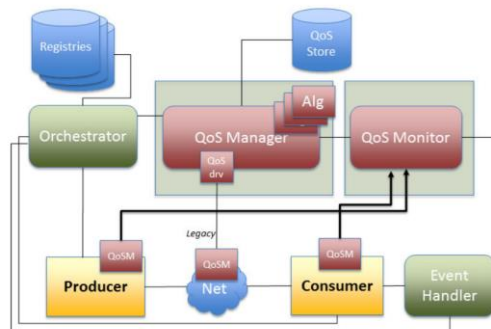 Registries
QoS
Store
Alg
Orchestrator
QoS Manager
QoS Monitor
QoS
drv
Legacy
QoSM
QoSM
QoSM
Producer
Net
Consumer
Event
Handler